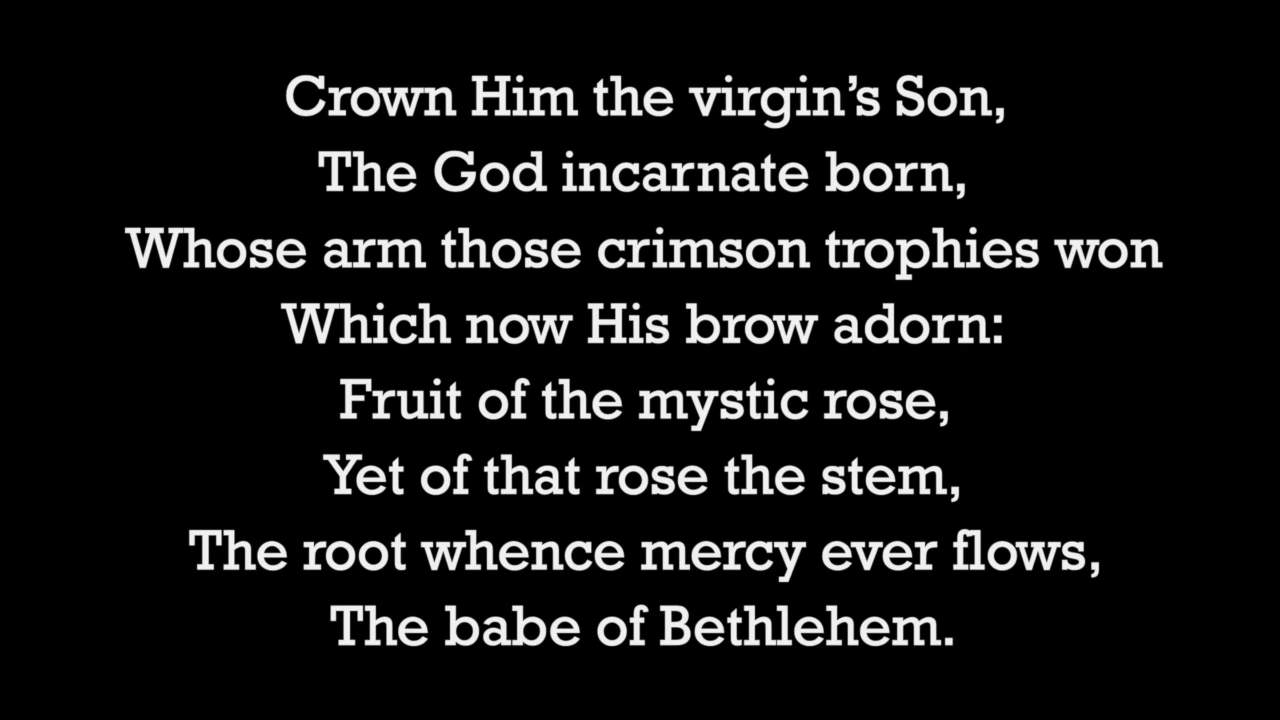 Crown Him the virgin’s Son,
The God incarnate born,
Whose arm those crimson trophies won
Which now His brow adorn:
Fruit of the mystic rose,
Yet of that rose the stem,
The root whence mercy ever flows,
The babe of Bethlehem.